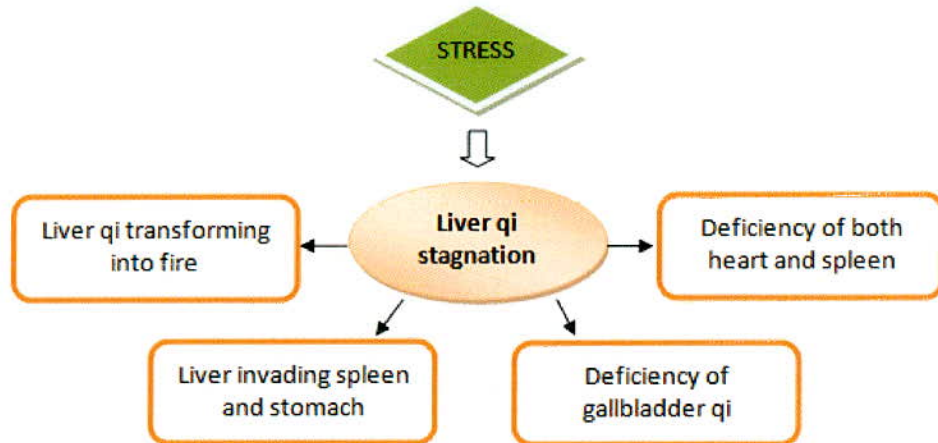 STRESS
Liver qi
stagnation
Liver qi transforming
into fire
Deficiency of both
heart and spleen
Liver invading spleen
and stomach
Deficiency of
gallbladder qi